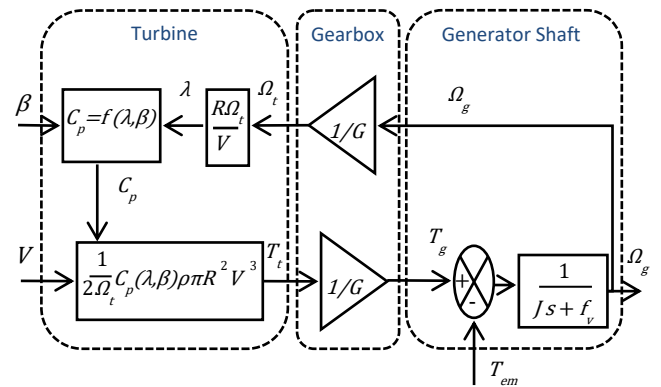 Turbine
Gearbox
Generator Shaft
β
C_p=f(λ,β)
λ
RΩ_t / V
Ω_t
1/G
Ω_g
C_p
V
1/(2Ω_t) C_p(λ,β)ρπR^2 V^3
T_t
1/G
T_g
+
-
1/(Js+f_v)
Ω_g
T_em